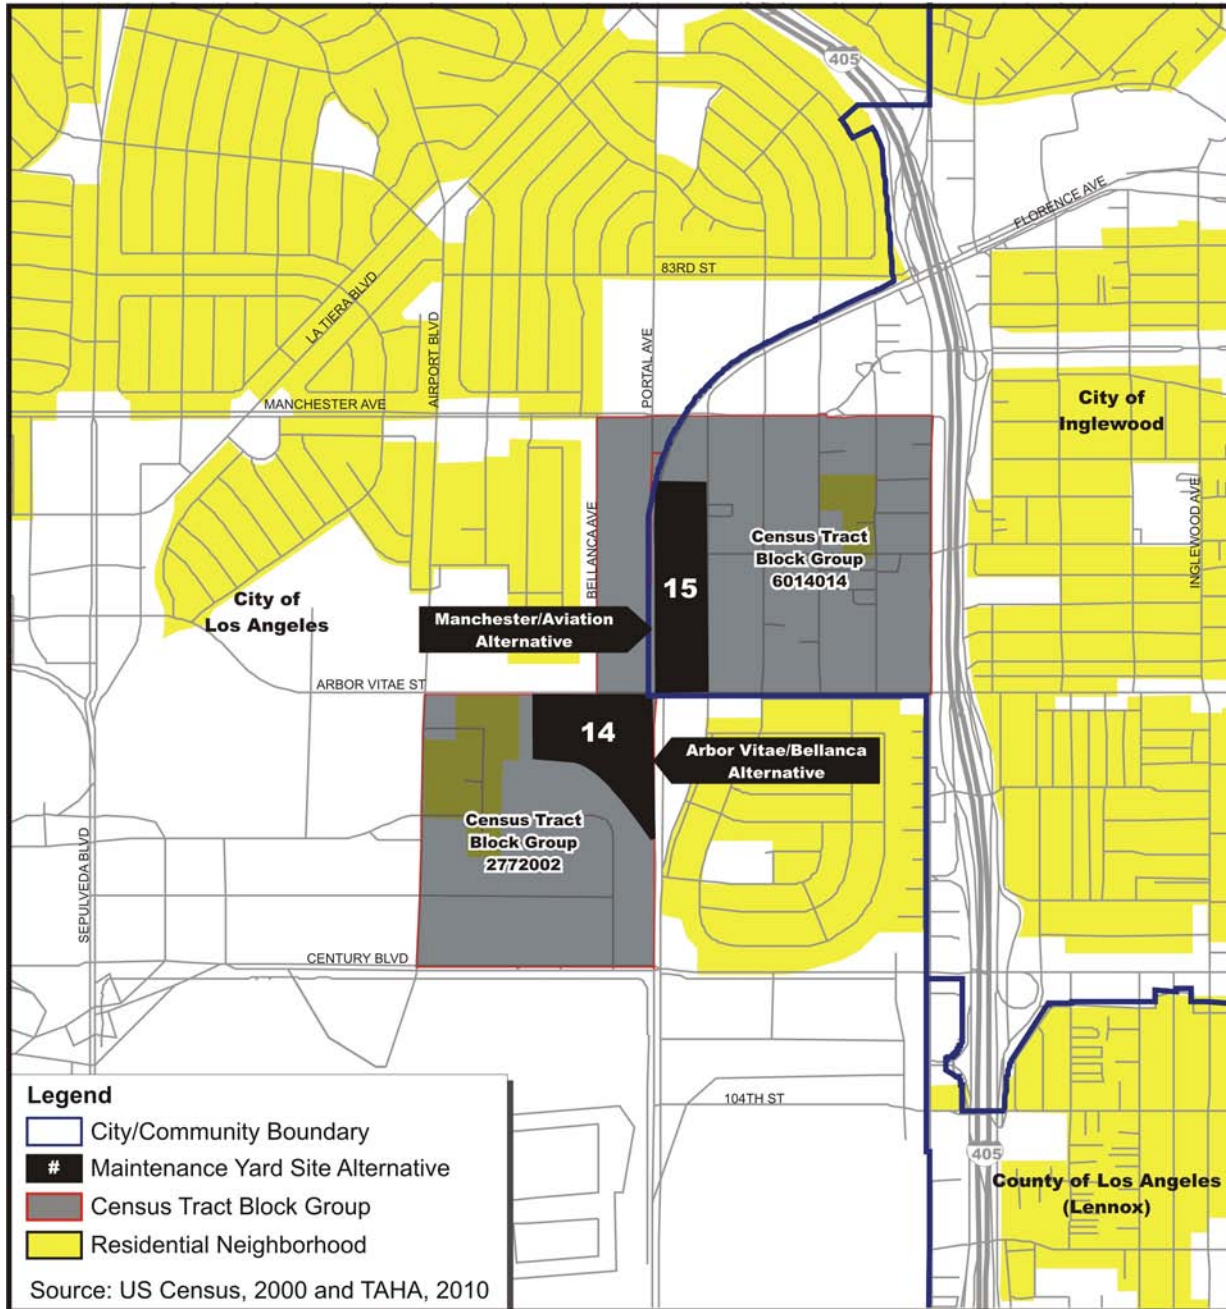 405
FLORENCE AVE
83RD ST
LA TIERA BLVD
AIRPORT BLVD
PORTAL AVE
MANCHESTER AVE
City of
Inglewood
BELLANCA AVE
INGLEWOOD AVE
Census Tract
Block Group
6014014
15
City of
Los Angeles
Manchester/Aviation
Alternative
ARBOR VITAE ST
14
Arbor Vitae/Bellanca
Alternative
Census Tract
Block Group
2772002
SEPULVEDA BLVD
CENTURY BLVD
104TH ST
405
County of Los Angeles
(Lennox)
Legend
City/Community Boundary
# Maintenance Yard Site Alternative
Census Tract Block Group
Residential Neighborhood
Source: US Census, 2000 and TAHA, 2010